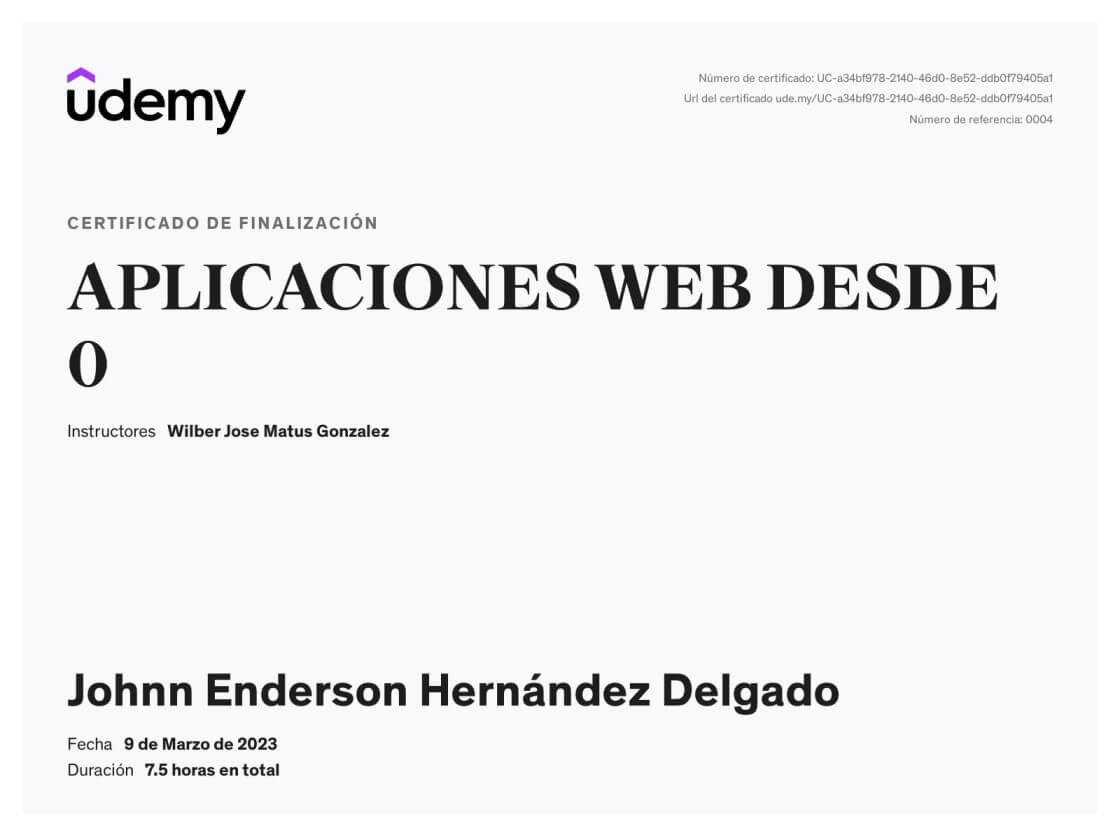 udemy
Número de certificado: UC-a34bf978-2140-46d0-8e52-ddb0f79405a1
Url del certificado ude.my/UC-a34bf978-2140-46d0-8e52-ddb0f79405a1
Número de referencia: 0004
CERTIFICADO DE FINALIZACIÓN
APLICACIONES WEB DESDE
0
Instructores Wilber Jose Matus Gonzalez
Johnn Enderson Hernández Delgado
Fecha 9 de Marzo de 2023
Duración 7.5 horas en total